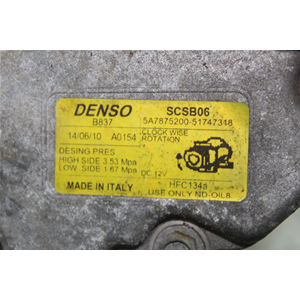 DENSO SCSB06
B837 5A7875200-51747318
14/06/10 A0154 CLOCK WISE
ROTATION
DESING PRES
HIGH SIDE 3.53 Mpa
LOW SIDE 1.67 Mpa DC 12V
MADE IN ITALY HFC134a
USE ONLY ND OIL8